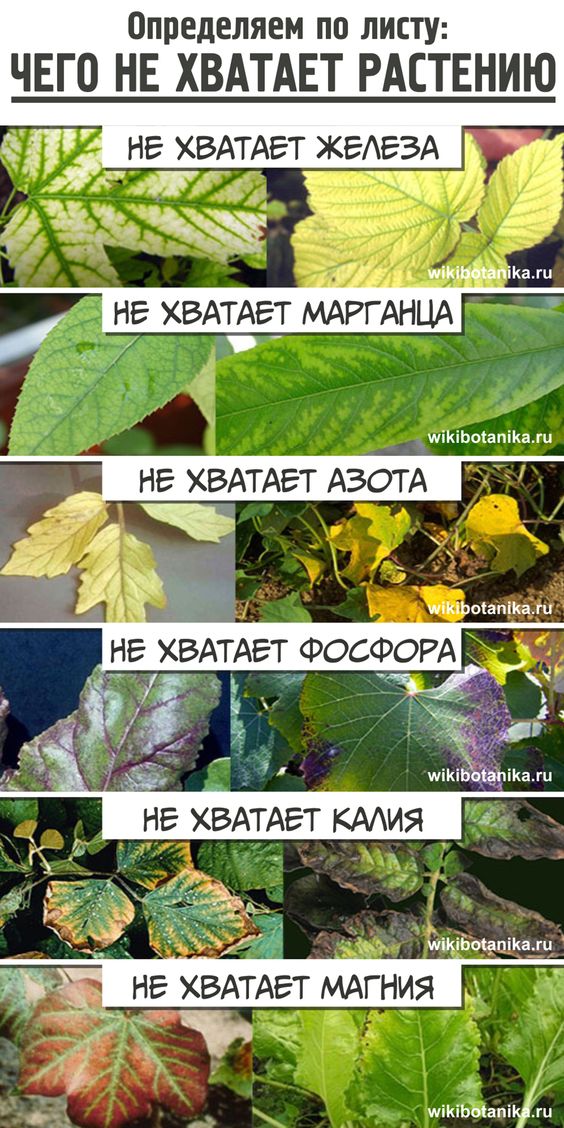 Определяем по листу:
ЧЕГО НЕ ХВАТАЕТ РАСТЕНИЮ
НЕ ХВАТАЕТ ЖЕЛЕЗА
wikibotanika.ru
НЕ ХВАТАЕТ МАРГАНЦА
wikibotanika.ru
НЕ ХВАТАЕТ АЗОТА
wikibotanika.ru
НЕ ХВАТАЕТ ФОСФОРА
wikibotanika.ru
НЕ ХВАТАЕТ КАЛИЯ
wikibotanika.ru
НЕ ХВАТАЕТ МАГНИЯ
wikibotanika.ru